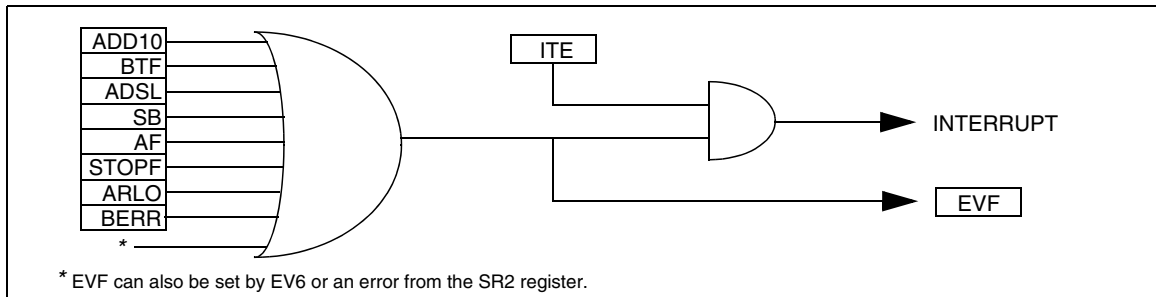 ADD10
BTF
ADSL
SB
AF
STOPF
ARLO
BERR
*
ITE
INTERRUPT
EVF
* EVF can also be set by EV6 or an error from the SR2 register.